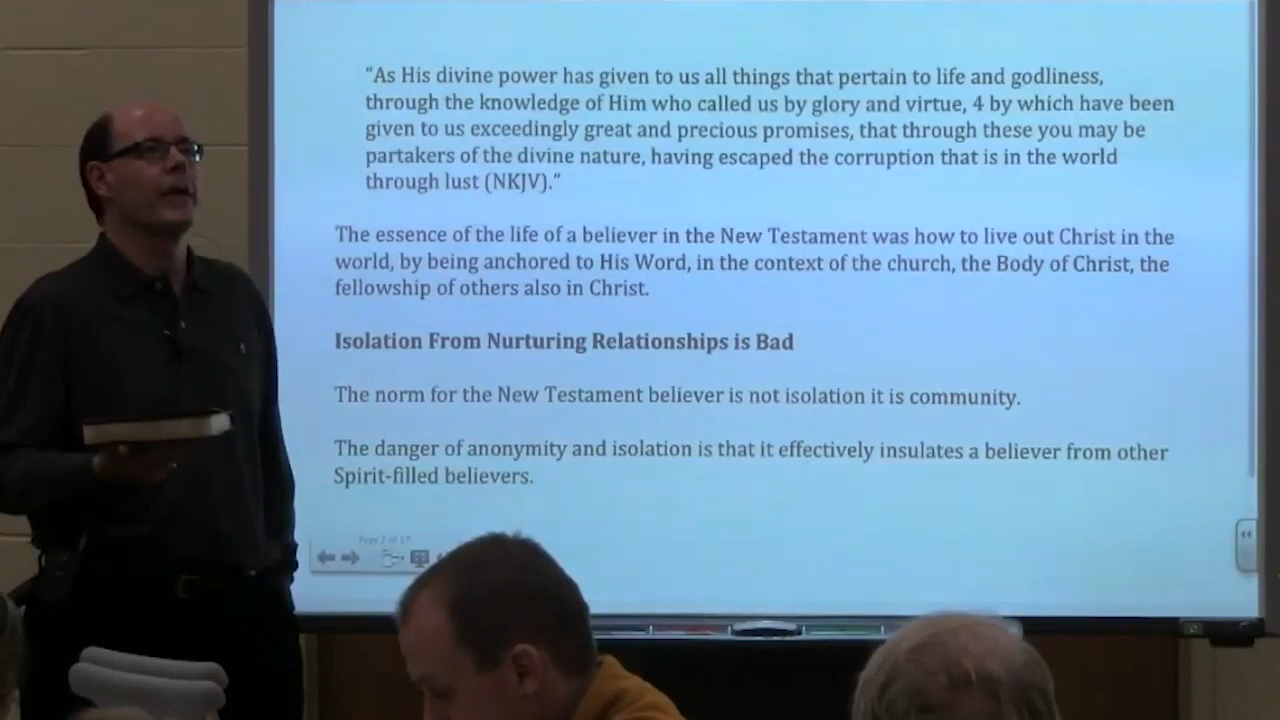 “As His divine power has given to us all things that pertain to life and godliness,
through the knowledge of Him who called us by glory and virtue, 4 by which have been
given to us exceedingly great and precious promises, that through these you may be
partakers of the divine nature, having escaped the corruption that is in the world
through lust (NKJV).”
The essence of the life of a believer in the New Testament was how to live out Christ in the
world, by being anchored to His Word, in the context of the church, the Body of Christ, the
fellowship of others also in Christ.
Isolation From Nurturing Relationships is Bad
The norm for the New Testament believer is not isolation it is community.
The danger of anonymity and isolation is that it effectively insulates a believer from other
Spirit-filled believers.
Page 2 of 17